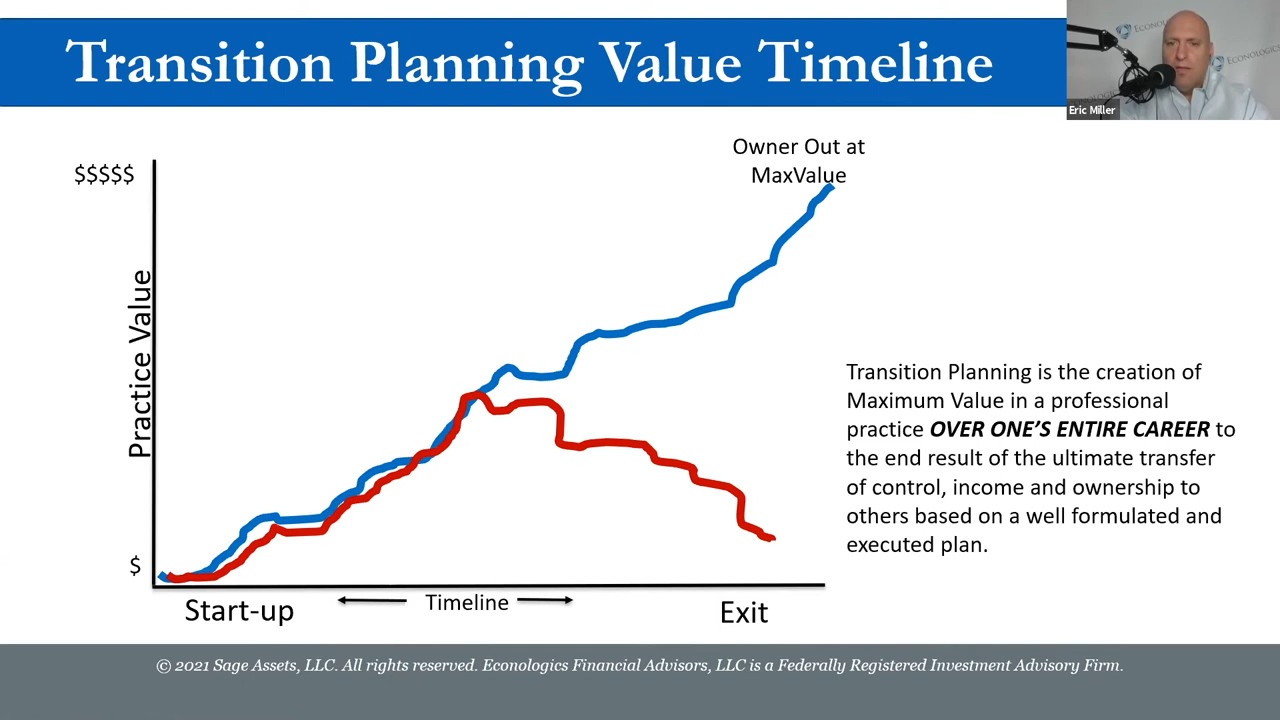 Transition Planning Value Timeline
ECONOLOGICS
Eric Miller
Owner Out at
MaxValue
$$$$$
Practice Value
$
Transition Planning is the creation of
Maximum Value in a professional
practice OVER ONE'S ENTIRE CAREER to
the end result of the ultimate transfer
of control, income and ownership to
others based on a well formulated and
executed plan.
Start-up
Timeline
Exit
© 2021 Sage Assets, LLC. All rights reserved. Econologics Financial Advisors, LLC is a Federally Registered Investment Advisory Firm.